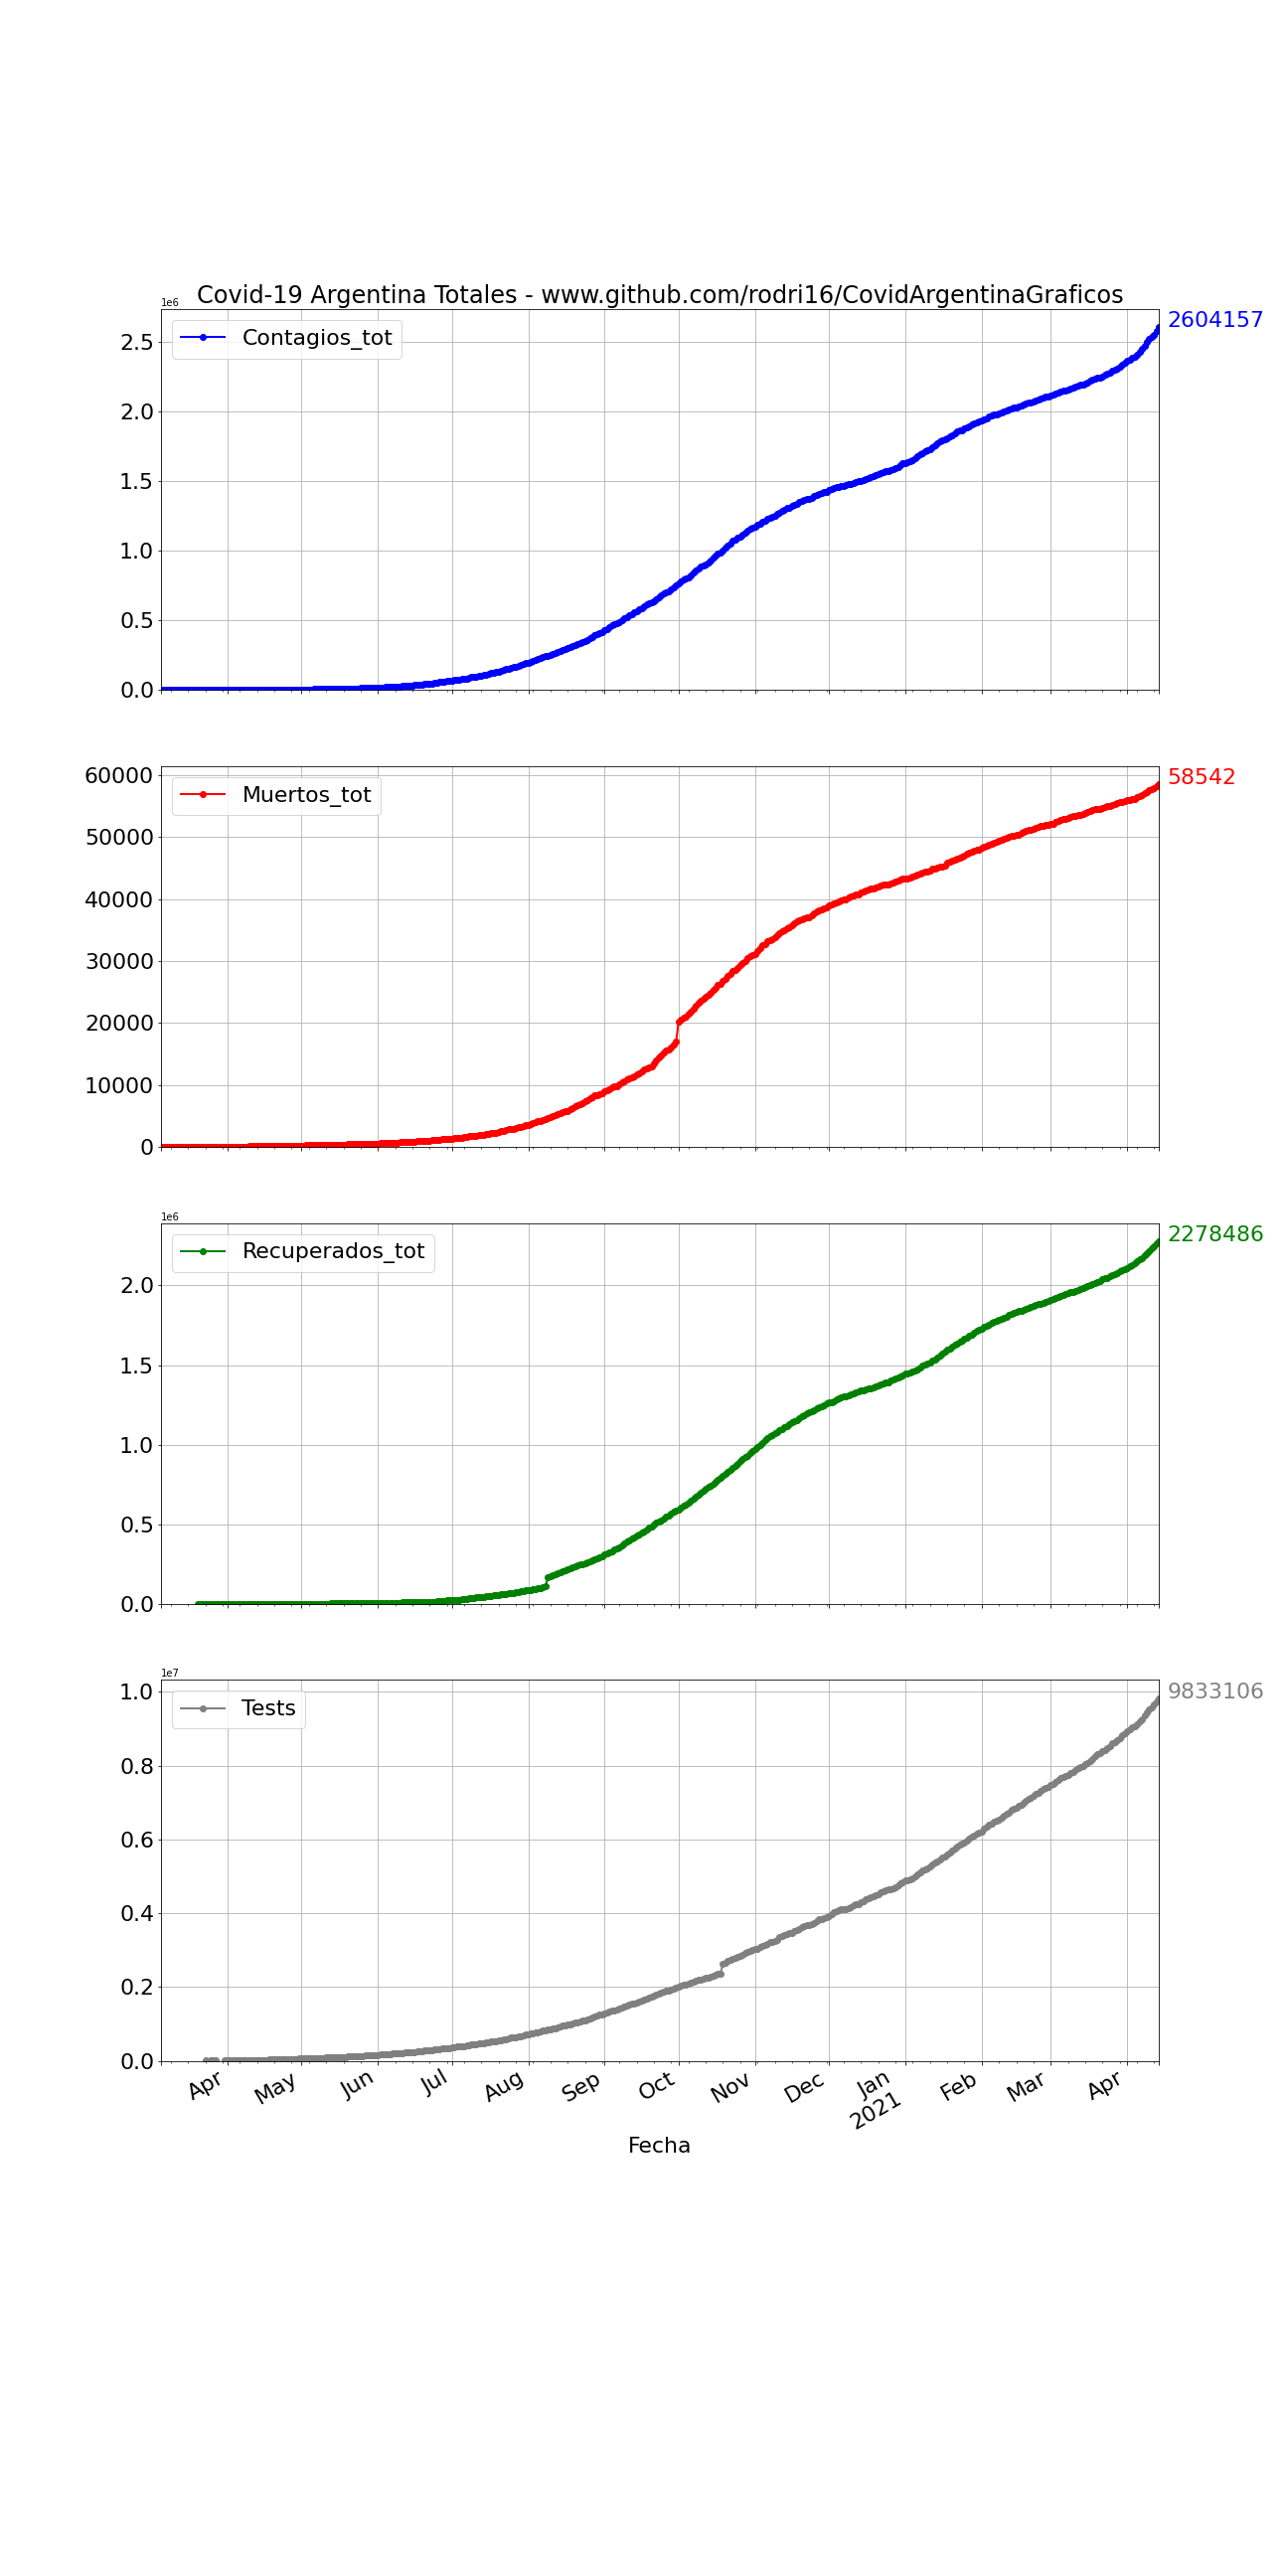 Covid-19 Argentina Totales - www.github.com/rodri16/CovidArgentinaGraficos
1e6
2604157
Contagios_tot
2.5
2.0
1.5
1.0
0.5
0.0
60000
58542
Muertos_tot
50000
40000
30000
20000
10000
0
1e6
2278486
Recuperados_tot
2.0
1.5
1.0
0.5
0.0
1e7
1.0
9833106
Tests
0.8
0.6
0.4
0.2
0.0
Apr May Jun Jul Aug Sep Oct Nov Dec Jan Feb Mar Apr
2021
Fecha